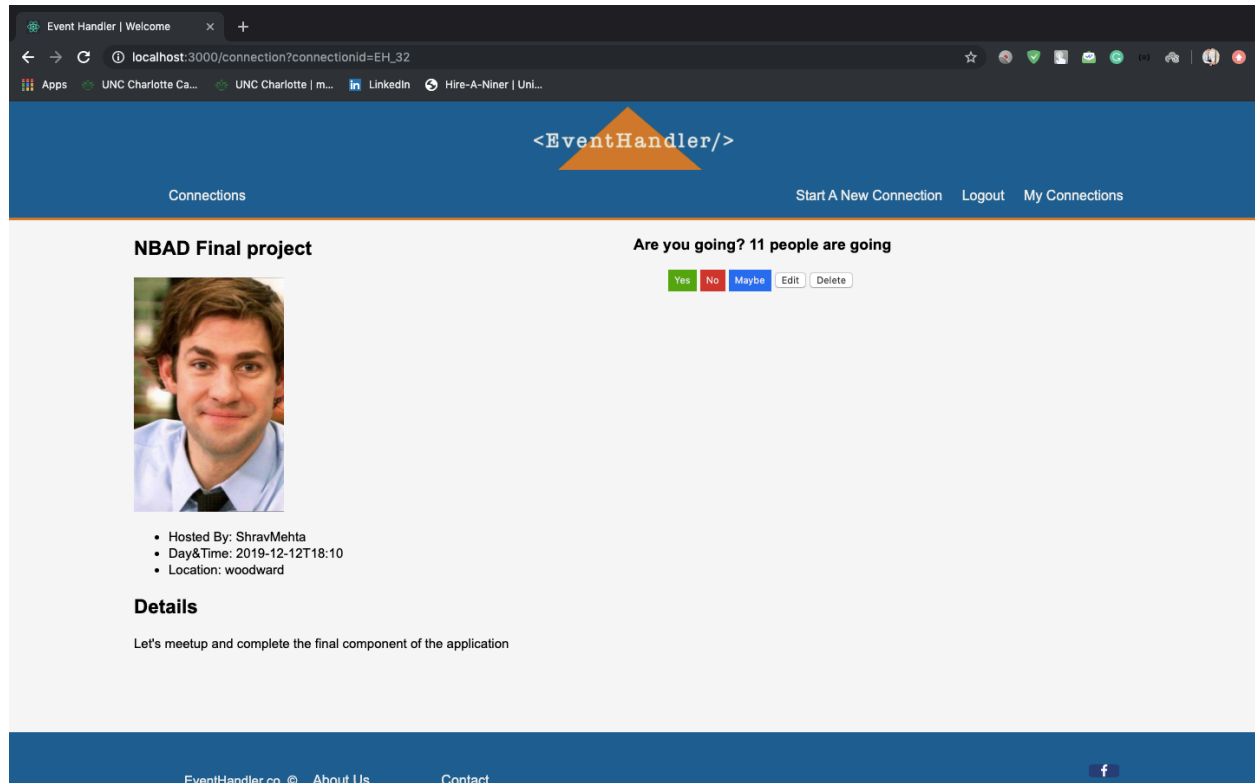 Event Handler | Welcome
localhost:3000/connection?connectionid=EH_32
Apps UNC Charlotte Ca... UNC Charlotte | m... LinkedIn Hire-A-Niner | Uni...
<EventHandler/>
Connections Start A New Connection Logout My Connections
NBAD Final project
Hosted By: ShravMehta
Day&Time: 2019-12-12T18:10
Location: woodward
Details
Let's meetup and complete the final component of the application
Are you going? 11 people are going
Yes No Maybe Edit Delete
EventHandler.co. © About Us Contact